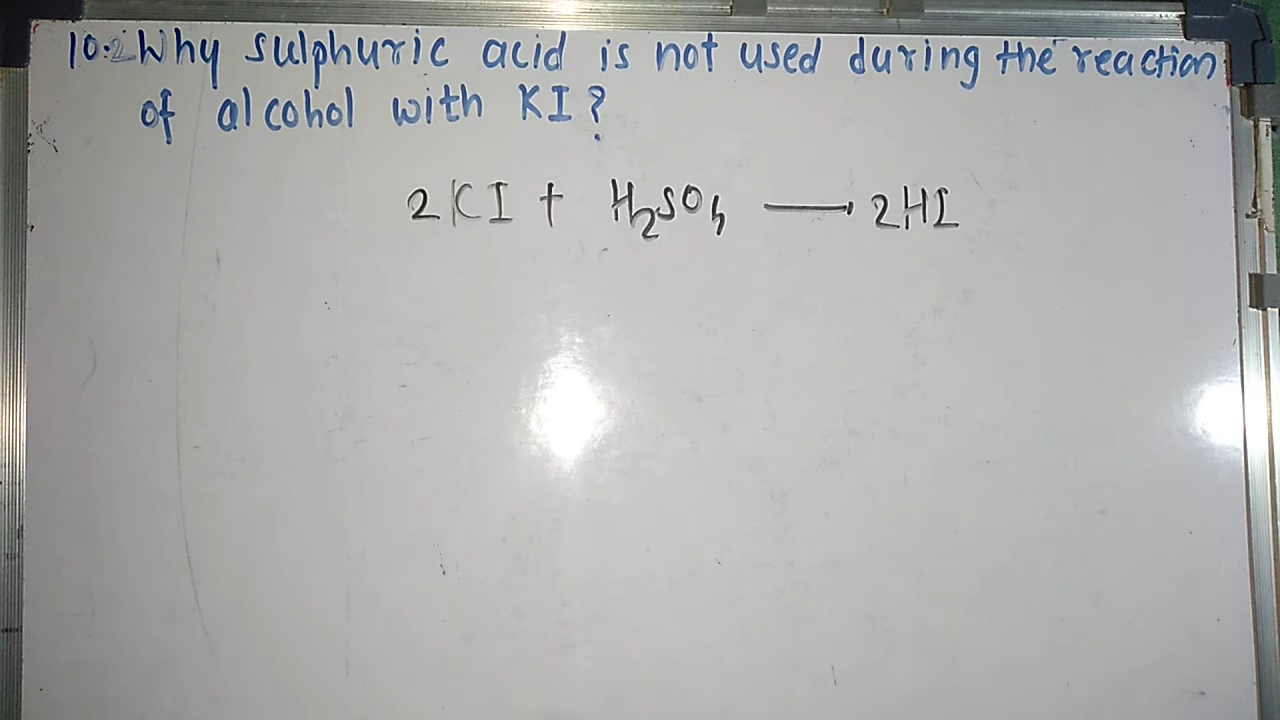 10.2 Why sulphuric acid is not used during the reaction
of alcohol with KI?
2KI + H₂SO₄ → 2HI